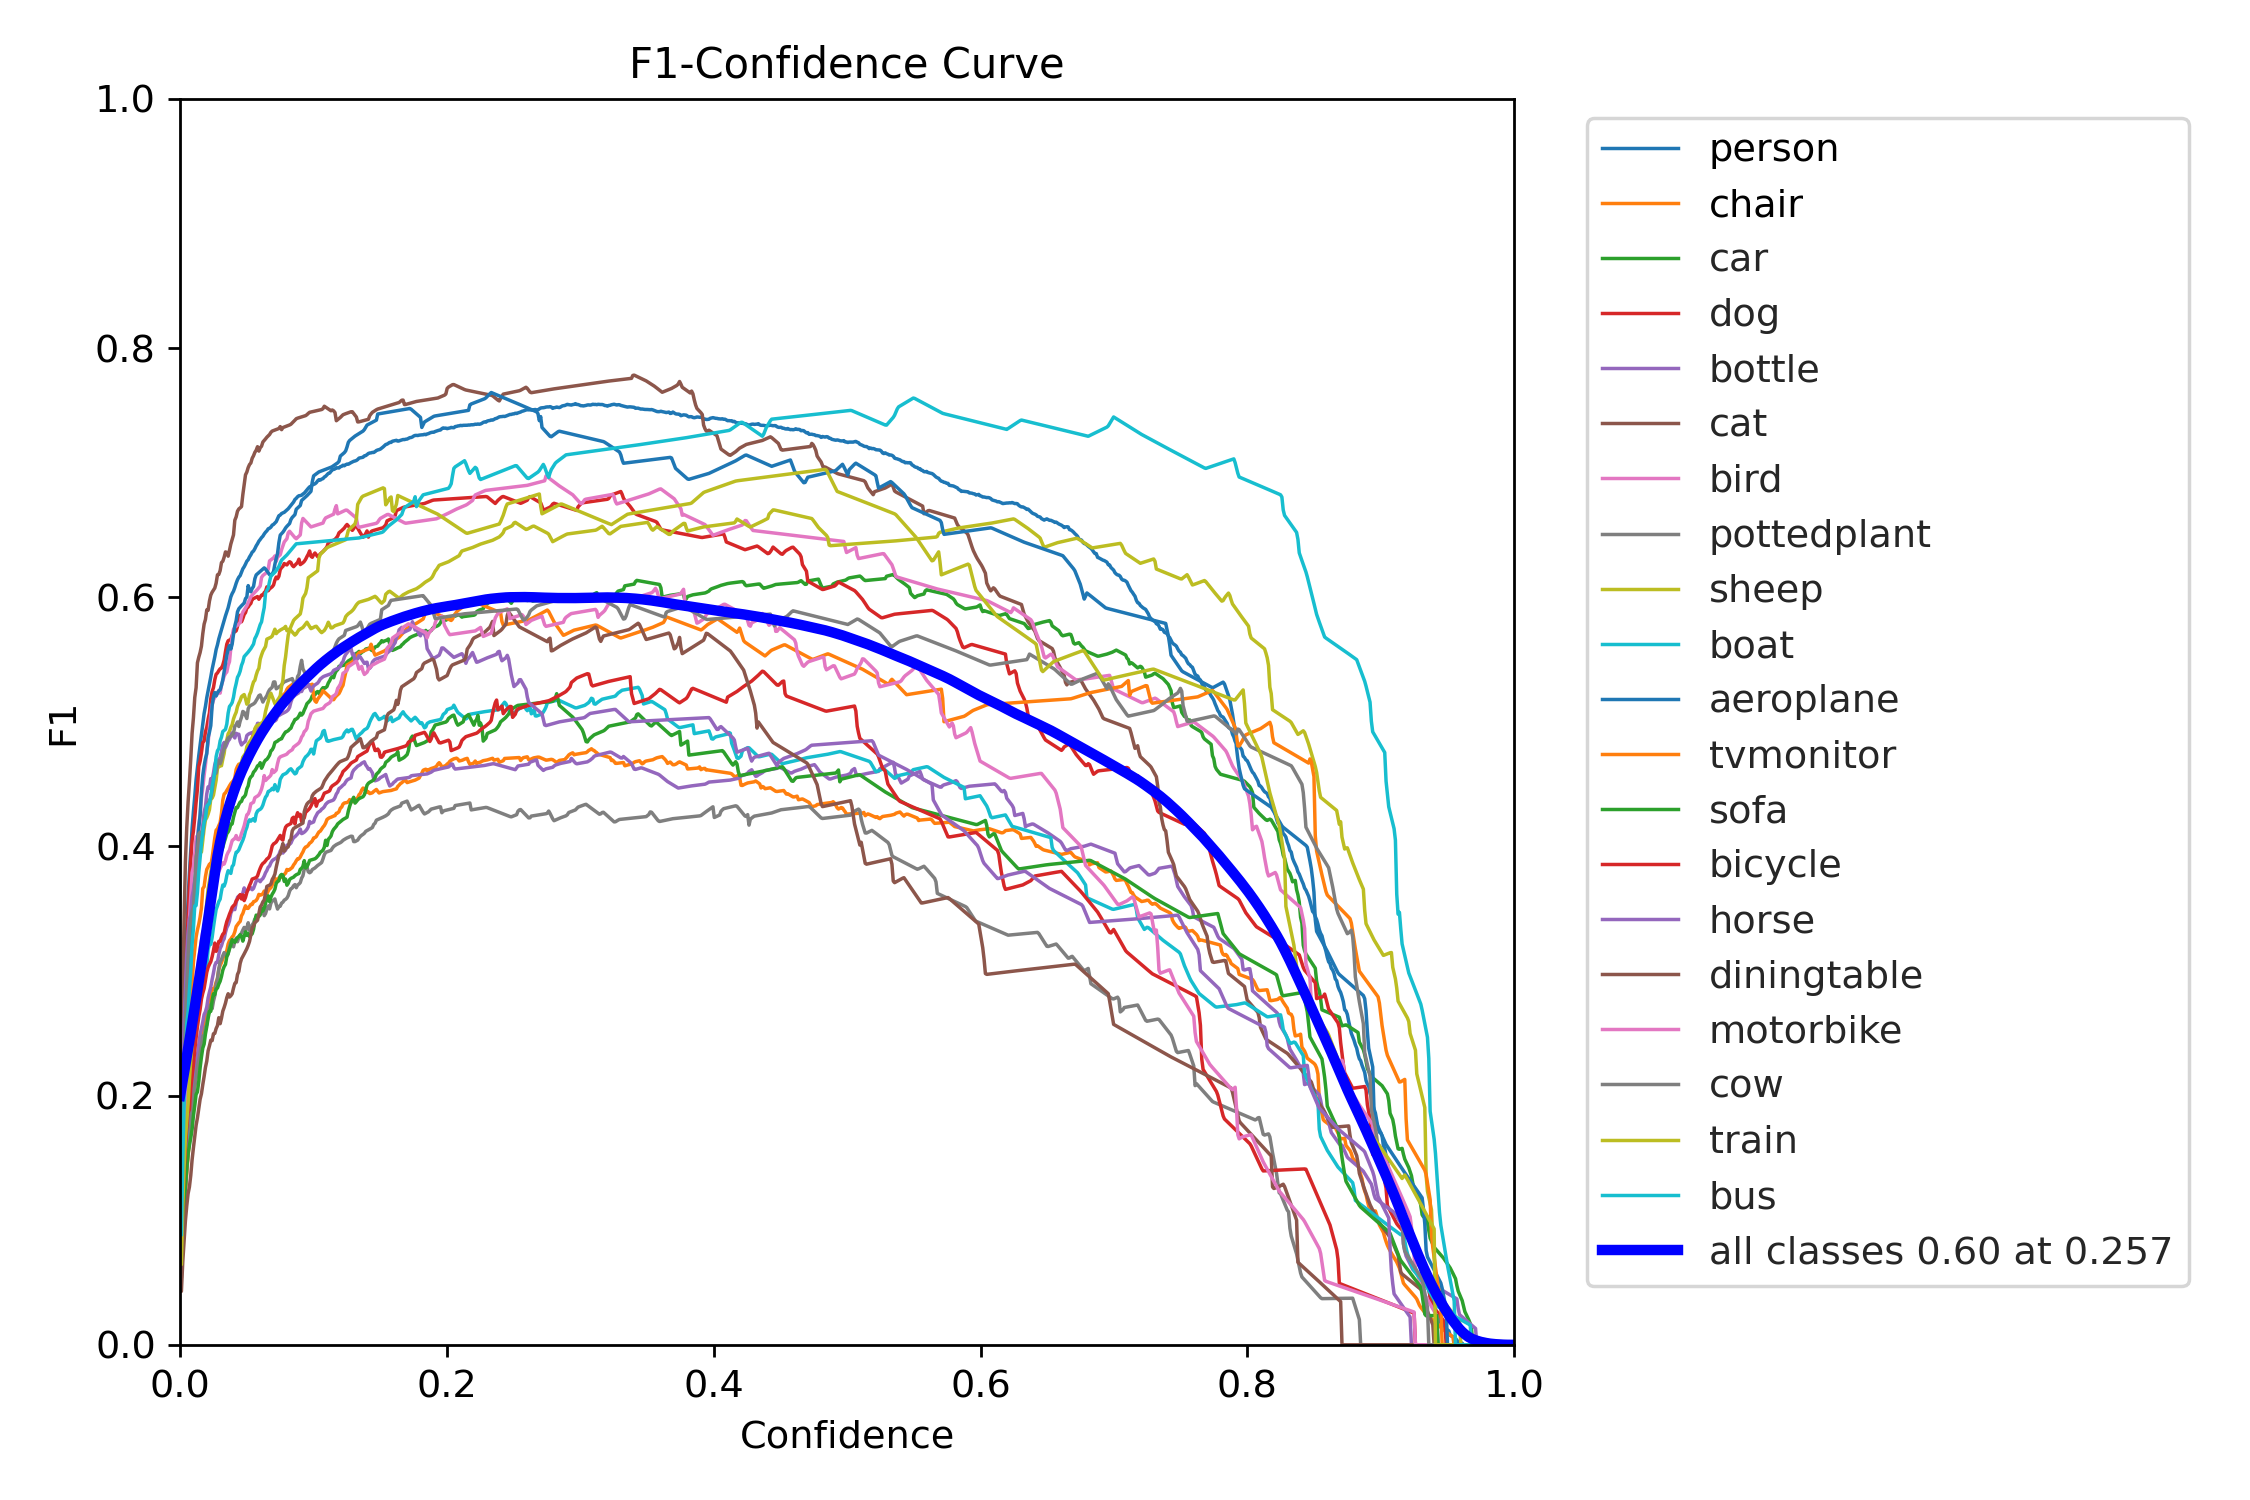 F1-Confidence Curve
1.0
0.8
0.6
0.4
0.2
0.0
F1
0.0 0.2 0.4 0.6 0.8 1.0
Confidence
person
chair
car
dog
bottle
cat
bird
pottedplant
sheep
boat
aeroplane
tvmonitor
sofa
bicycle
horse
diningtable
motorbike
cow
train
bus
all classes 0.60 at 0.257